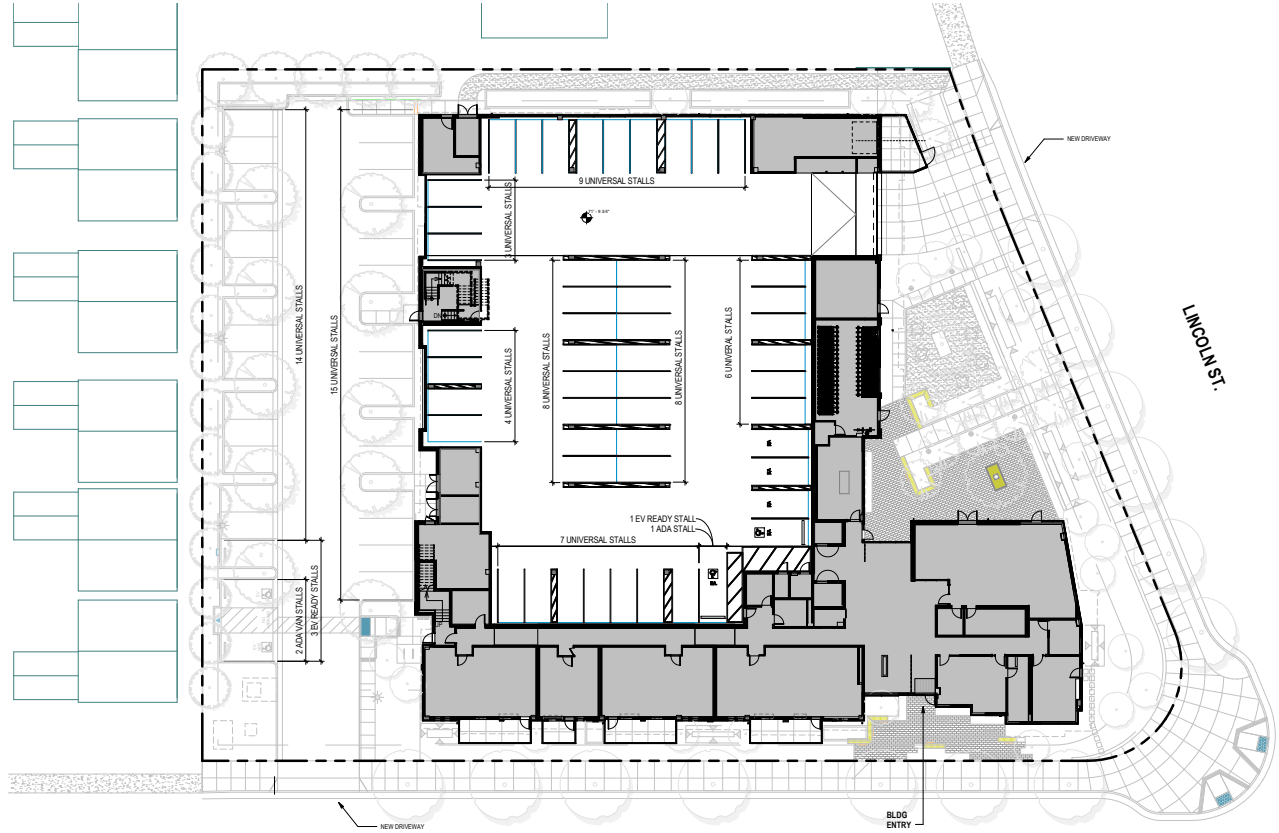 NEW DRIVEWAY
9 UNIVERSAL STALLS
3 UNIVERSAL STALLS
14 UNIVERSAL STALLS
15 UNIVERSAL STALLS
LINCOLN ST.
DN
8 UNIVERSAL STALLS
8 UNIVERSAL STALLS
6 UNIVERAL STALLS
4 UNIVERSAL STALLS
1 EV READY STALL
1 ADA STALL
7 UNIVERSAL STALLS
2 ADA VAN STALLS
3 EV READY STALLS
BLDG
ENTRY
NEW DRIVEWAY